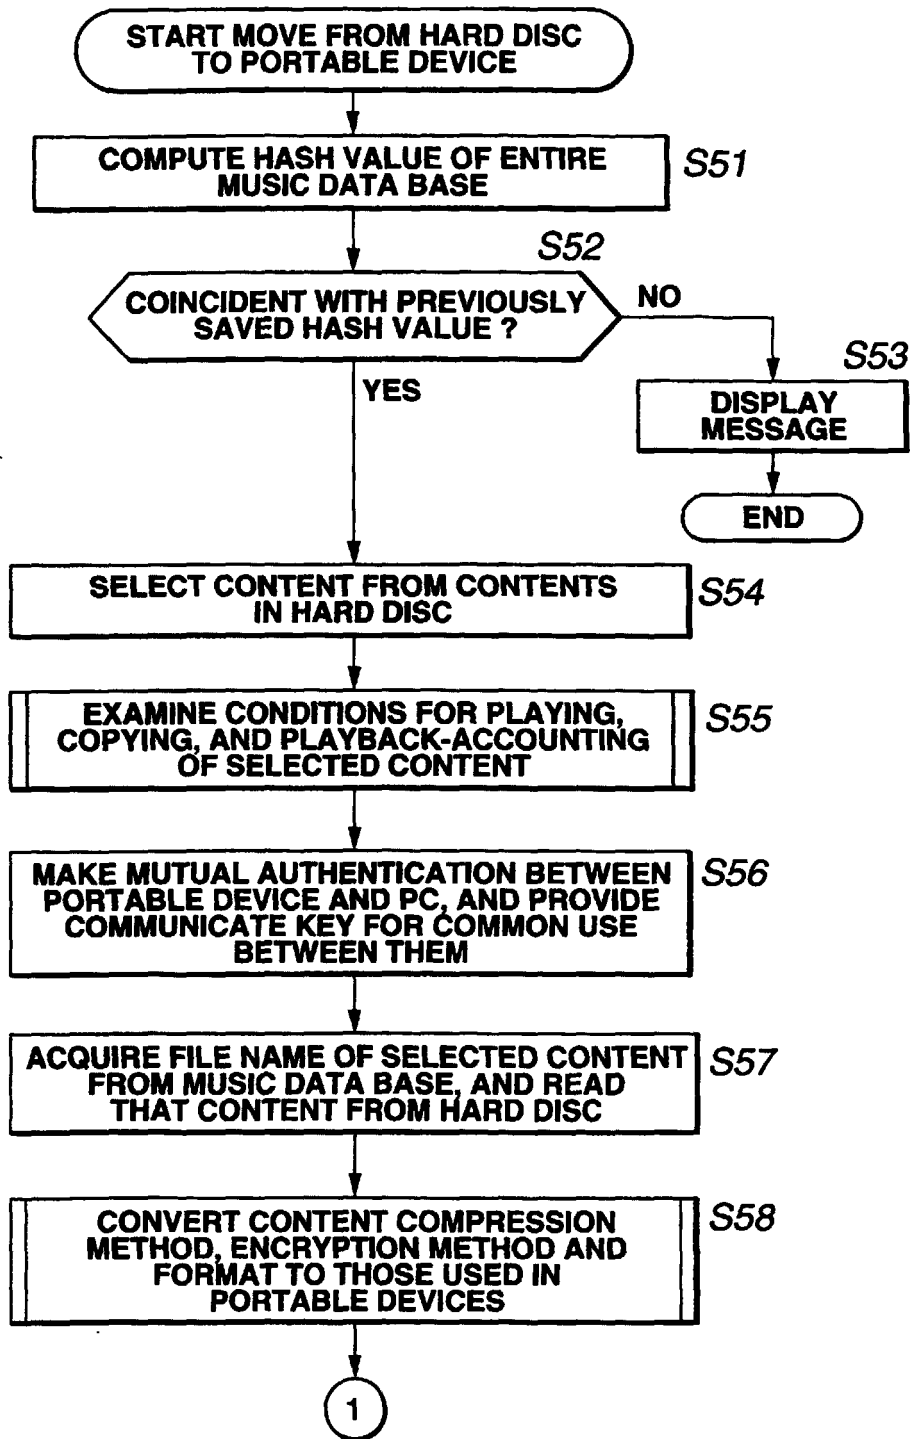 START MOVE FROM HARD DISC
TO PORTABLE DEVICE
COMPUTE HASH VALUE OF ENTIRE
MUSIC DATA BASE
S51
S52
COINCIDENT WITH PREVIOUSLY
SAVED HASH VALUE ?
NO
YES
S53
DISPLAY
MESSAGE
END
SELECT CONTENT FROM CONTENTS
IN HARD DISC
S54
EXAMINE CONDITIONS FOR PLAYING,
COPYING, AND PLAYBACK-ACCOUNTING
OF SELECTED CONTENT
S55
MAKE MUTUAL AUTHENTICATION BETWEEN
PORTABLE DEVICE AND PC, AND PROVIDE
COMMUNICATE KEY FOR COMMON USE
BETWEEN THEM
S56
ACQUIRE FILE NAME OF SELECTED CONTENT
FROM MUSIC DATA BASE, AND READ
THAT CONTENT FROM HARD DISC
S57
CONVERT CONTENT COMPRESSION
METHOD, ENCRYPTION METHOD AND
FORMAT TO THOSE USED IN
PORTABLE DEVICES
S58
1